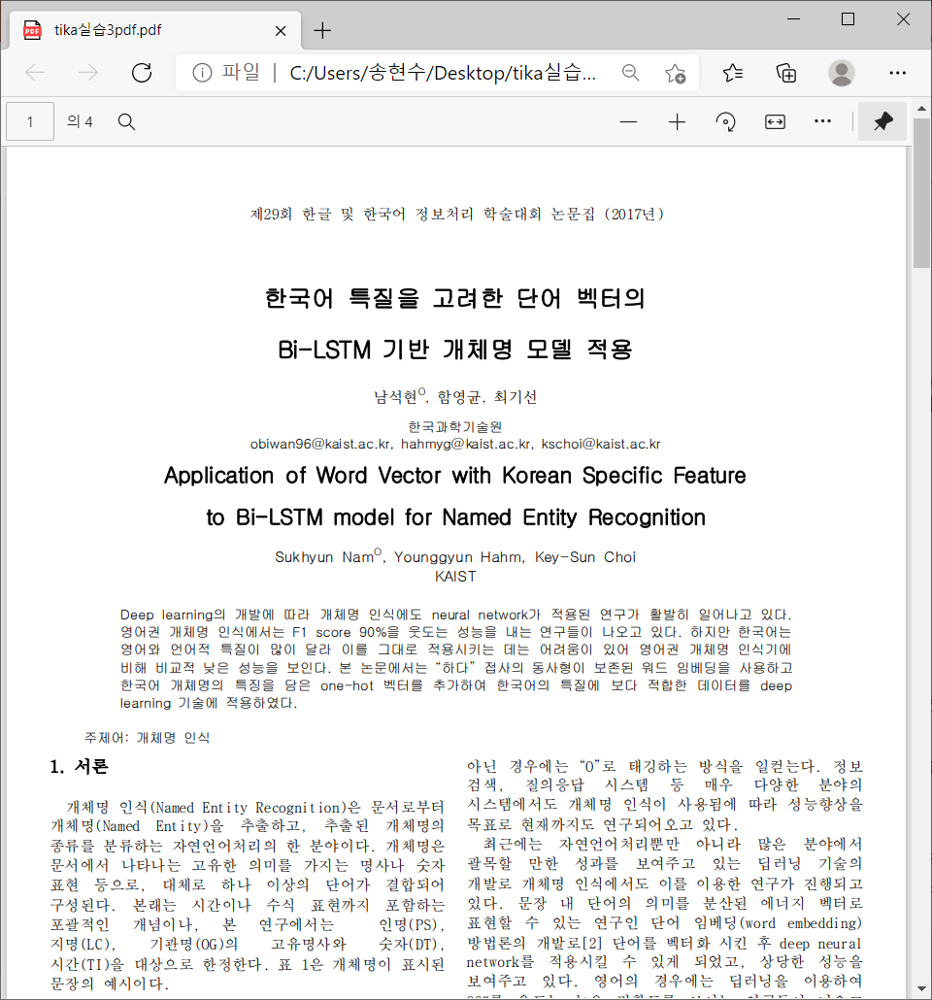 tika실습3pdf.pdf
파일 | C:/Users/송현수/Desktop/tika실습...
1 의 4
제29회 한글 및 한국어 정보처리 학술대회 논문집 (2017년)
한국어 특질을 고려한 단어 벡터의
Bi-LSTM 기반 개체명 모델 적용
남석현O, 함영균, 최기선
한국과학기술원
obiwan96@kaist.ac.kr, hahmyg@kaist.ac.kr, kschoi@kaist.ac.kr
Application of Word Vector with Korean Specific Feature
to Bi-LSTM model for Named Entity Recognition
Sukhyun NamO, Younggyun Hahm, Key-Sun Choi
KAIST
Deep learning의 개발에 따라 개체명 인식에도 neural network가 적용된 연구가 활발히 일어나고 있다.
영어권 개체명 인식에서는 F1 score 90%을 웃도는 성능을 내는 연구들이 나오고 있다. 하지만 한국어는
영어와 언어적 특질이 많이 달라 이를 그대로 적용시키는 데는 어려움이 있어 영어권 개체명 인식기에
비해 비교적 낮은 성능을 보인다. 본 논문에서는 “하다” 접사의 동사형이 보존된 워드 임베딩을 사용하고
한국어 개체명의 특징을 담은 one-hot 벡터를 추가하여 한국어의 특질에 보다 적합한 데이터를 deep
learning 기술에 적용하였다.
주제어: 개체명 인식
1. 서론
개체명 인식(Named Entity Recognition)은 문서로부터
개체명(Named Entity)을 추출하고, 추출된 개체명의
종류를 분류하는 자연언어처리의 한 분야이다. 개체명은
문서에서 나타나는 고유한 의미를 가지는 명사나 숫자
표현 등으로, 대체로 하나 이상의 단어가 결합되어
구성된다. 본래는 시간이나 수식 표현까지 포함하는
포괄적인 개념이나, 본 연구에서는 인명(PS),
지명(LC), 기관명(OG)의 고유명사와 숫자(DT),
시간(TI)을 대상으로 한정한다. 표 1은 개체명이 표시된
문장의 예시이다.
아닌 경우에는 “O”로 태깅하는 방식을 일컫는다. 정보
검색, 질의응답 시스템 등 매우 다양한 분야의
시스템에서도 개체명 인식이 사용됨에 따라 성능향상을
목표로 현재까지도 연구되어오고 있다.
최근에는 자연언어처리뿐만 아니라 많은 분야에서
괄목할 만한 성과를 보여주고 있는 딥러닝 기술의
개발로 개체명 인식에서도 이를 이용한 연구가 진행되고
있다. 문장 내 단어의 의미를 분산된 에너지 벡터로
표현할 수 있는 연구인 단어 임베딩(word embedding)
방법론의 개발로[2] 단어를 벡터화 시킨 후 deep neural
network를 적용시킬 수 있게 되었고, 상당한 성능을
보여주고 있다. 영어의 경우에는 딥러닝을 이용하여